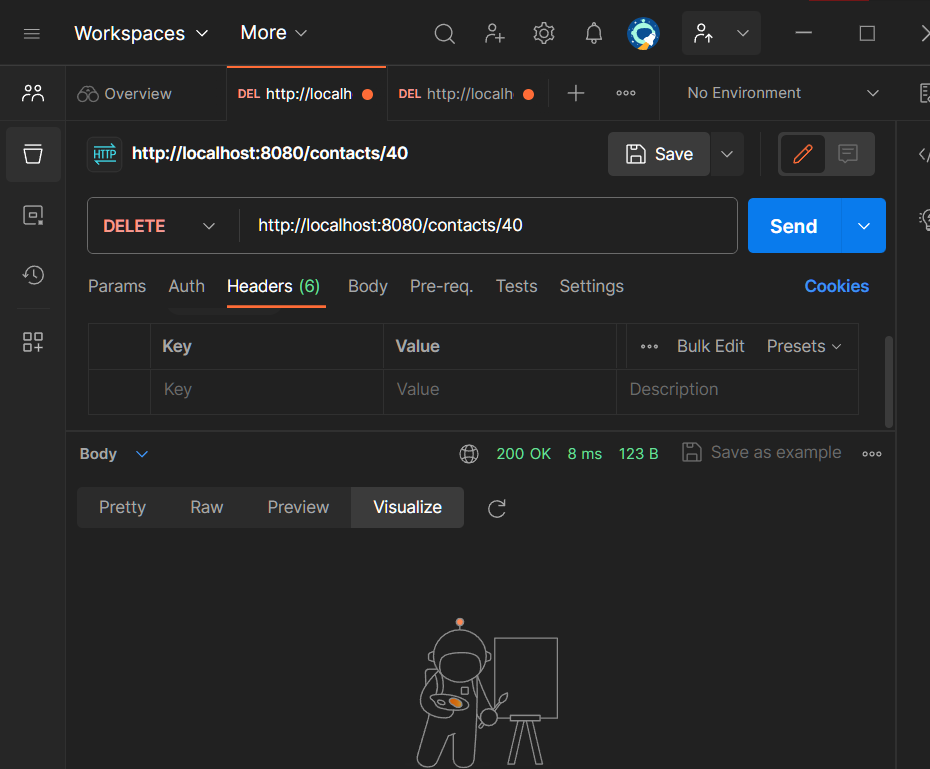 Workspaces More
Overview DEL http://localh DEL http://localh No Environment
HTTP http://localhost:8080/contacts/40 Save
DELETE http://localhost:8080/contacts/40 Send
Params Auth Headers (6) Body Pre-req. Tests Settings Cookies
Key Value Bulk Edit Presets
Key Value Description
Body 200 OK 8 ms 123 B Save as example
Pretty Raw Preview Visualize